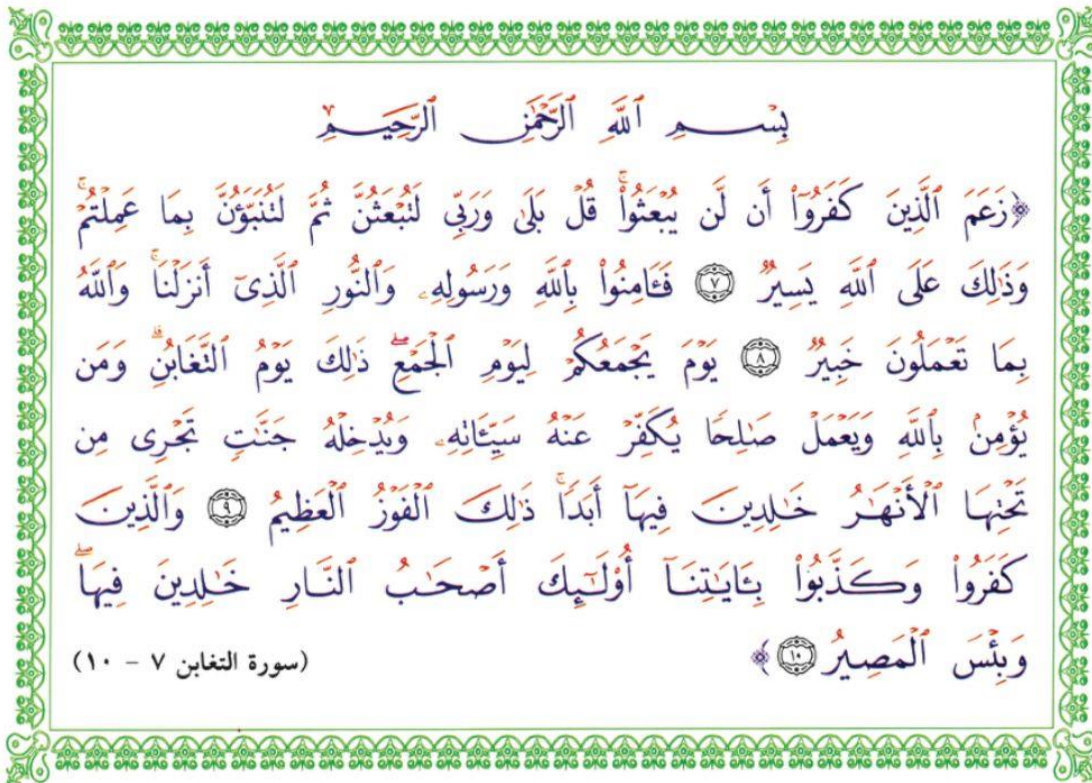 بِسْمِ ٱللَّهِ ٱلرَّحْمَٰنِ ٱلرَّحِيمِ
﴿زَعَمَ ٱلَّذِينَ كَفَرُوٓا۟ أَن لَّن يُبْعَثُوا۟ ۚ قُلْ بَلَىٰ وَرَبِّى لَتُبْعَثُنَّ ثُمَّ لَتُنَبَّؤُنَّ بِمَا عَمِلْتُمْ ۚ
وَذَٰلِكَ عَلَى ٱللَّهِ يَسِيرٌ ٧ فَـَٔامِنُوا۟ بِٱللَّهِ وَرَسُولِهِۦ وَٱلنُّورِ ٱلَّذِىٓ أَنزَلْنَا ۚ وَٱللَّهُ
بِمَا تَعْمَلُونَ خَبِيرٌ ٨ يَوْمَ يَجْمَعُكُمْ لِيَوْمِ ٱلْجَمْعِ ۖ ذَٰلِكَ يَوْمُ ٱلتَّغَابُنِ ۗ وَمَن
يُؤْمِنۢ بِٱللَّهِ وَيَعْمَلْ صَٰلِحًا يُكَفِّرْ عَنْهُ سَيِّـَٔاتِهِۦ وَيُدْخِلْهُ جَنَّٰتٍ تَجْرِى مِن
تَحْتِهَا ٱلْأَنْهَٰرُ خَٰلِدِينَ فِيهَآ أَبَدًا ۚ ذَٰلِكَ ٱلْفَوْزُ ٱلْعَظِيمُ ٩ وَٱلَّذِينَ
كَفَرُوا۟ وَكَذَّبُوا۟ بِـَٔايَٰتِنَآ أُو۟لَٰٓئِكَ أَصْحَٰبُ ٱلنَّارِ خَٰلِدِينَ فِيهَا ۖ
وَبِئْسَ ٱلْمَصِيرُ ١٠﴾ (سورة التغابن ٧ - ١٠)